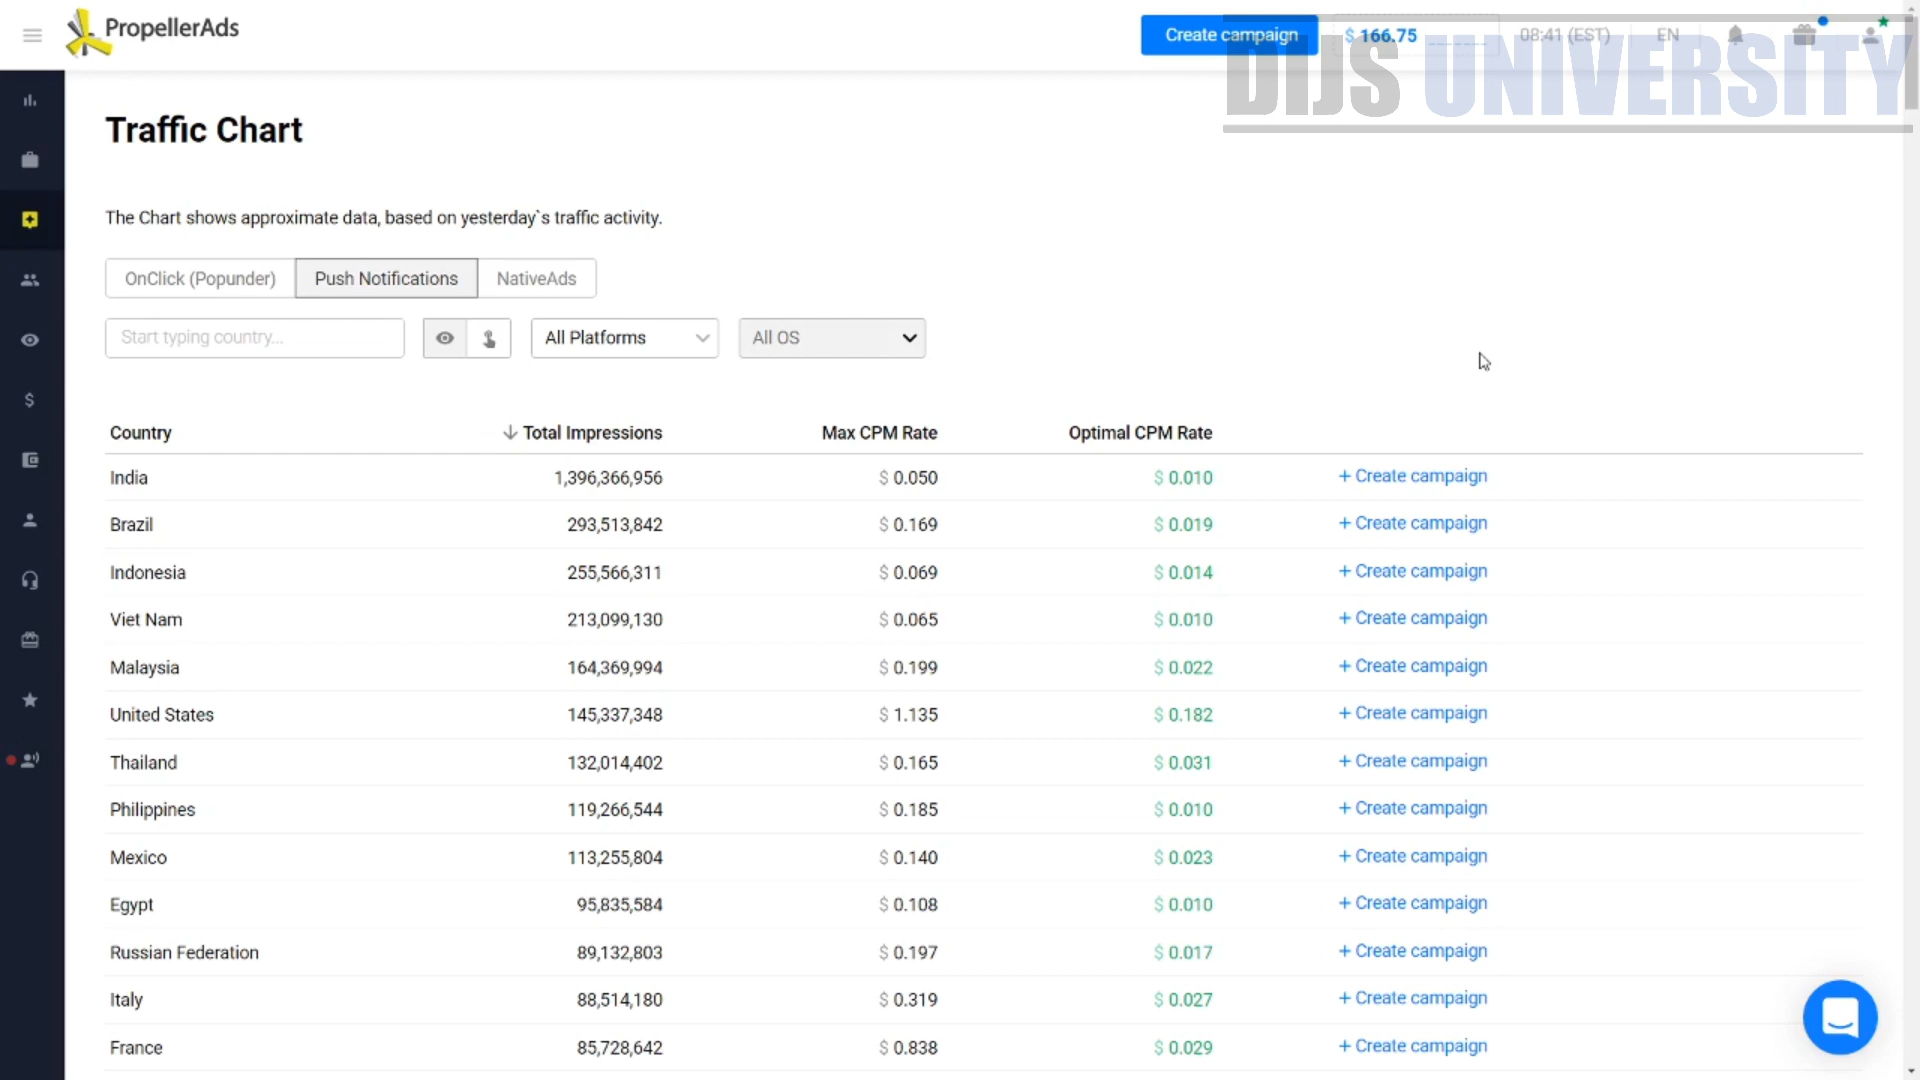 PropellerAds
Create campaign
$ 166.75
08:41 (EST)
EN
DIJS UNIVERSITY
Traffic Chart
The Chart shows approximate data, based on yesterday`s traffic activity.
OnClick (Popunder) Push Notifications NativeAds
Start typing country... All Platforms All OS
Country Total Impressions Max CPM Rate Optimal CPM Rate
India 1,396,366,956 $ 0.050 $ 0.010 + Create campaign
Brazil 293,513,842 $ 0.169 $ 0.019 + Create campaign
Indonesia 255,566,311 $ 0.069 $ 0.014 + Create campaign
Viet Nam 213,099,130 $ 0.065 $ 0.010 + Create campaign
Malaysia 164,369,994 $ 0.199 $ 0.022 + Create campaign
United States 145,337,348 $ 1.135 $ 0.182 + Create campaign
Thailand 132,014,402 $ 0.165 $ 0.031 + Create campaign
Philippines 119,266,544 $ 0.185 $ 0.010 + Create campaign
Mexico 113,255,804 $ 0.140 $ 0.023 + Create campaign
Egypt 95,835,584 $ 0.108 $ 0.010 + Create campaign
Russian Federation 89,132,803 $ 0.197 $ 0.017 + Create campaign
Italy 88,514,180 $ 0.319 $ 0.027 + Create campaign
France 85,728,642 $ 0.838 $ 0.029 + Create campaign